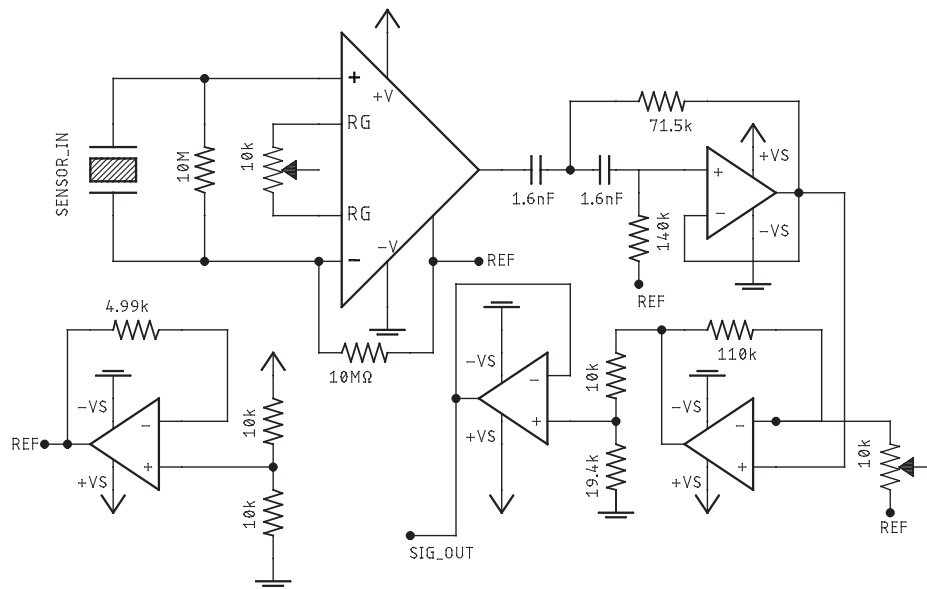 +V
+
RG
SENSOR_IN
10M
10k
RG
-V
-
REF
10MΩ
1.6nF
1.6nF
71.5k
+VS
+
-
-VS
140k
REF
4.99k
-VS
-
REF
+
+VS
10k
10k
-VS
-
+
+VS
SIG_OUT
10k
19.4k
110k
-VS
-
+
+VS
10k
REF